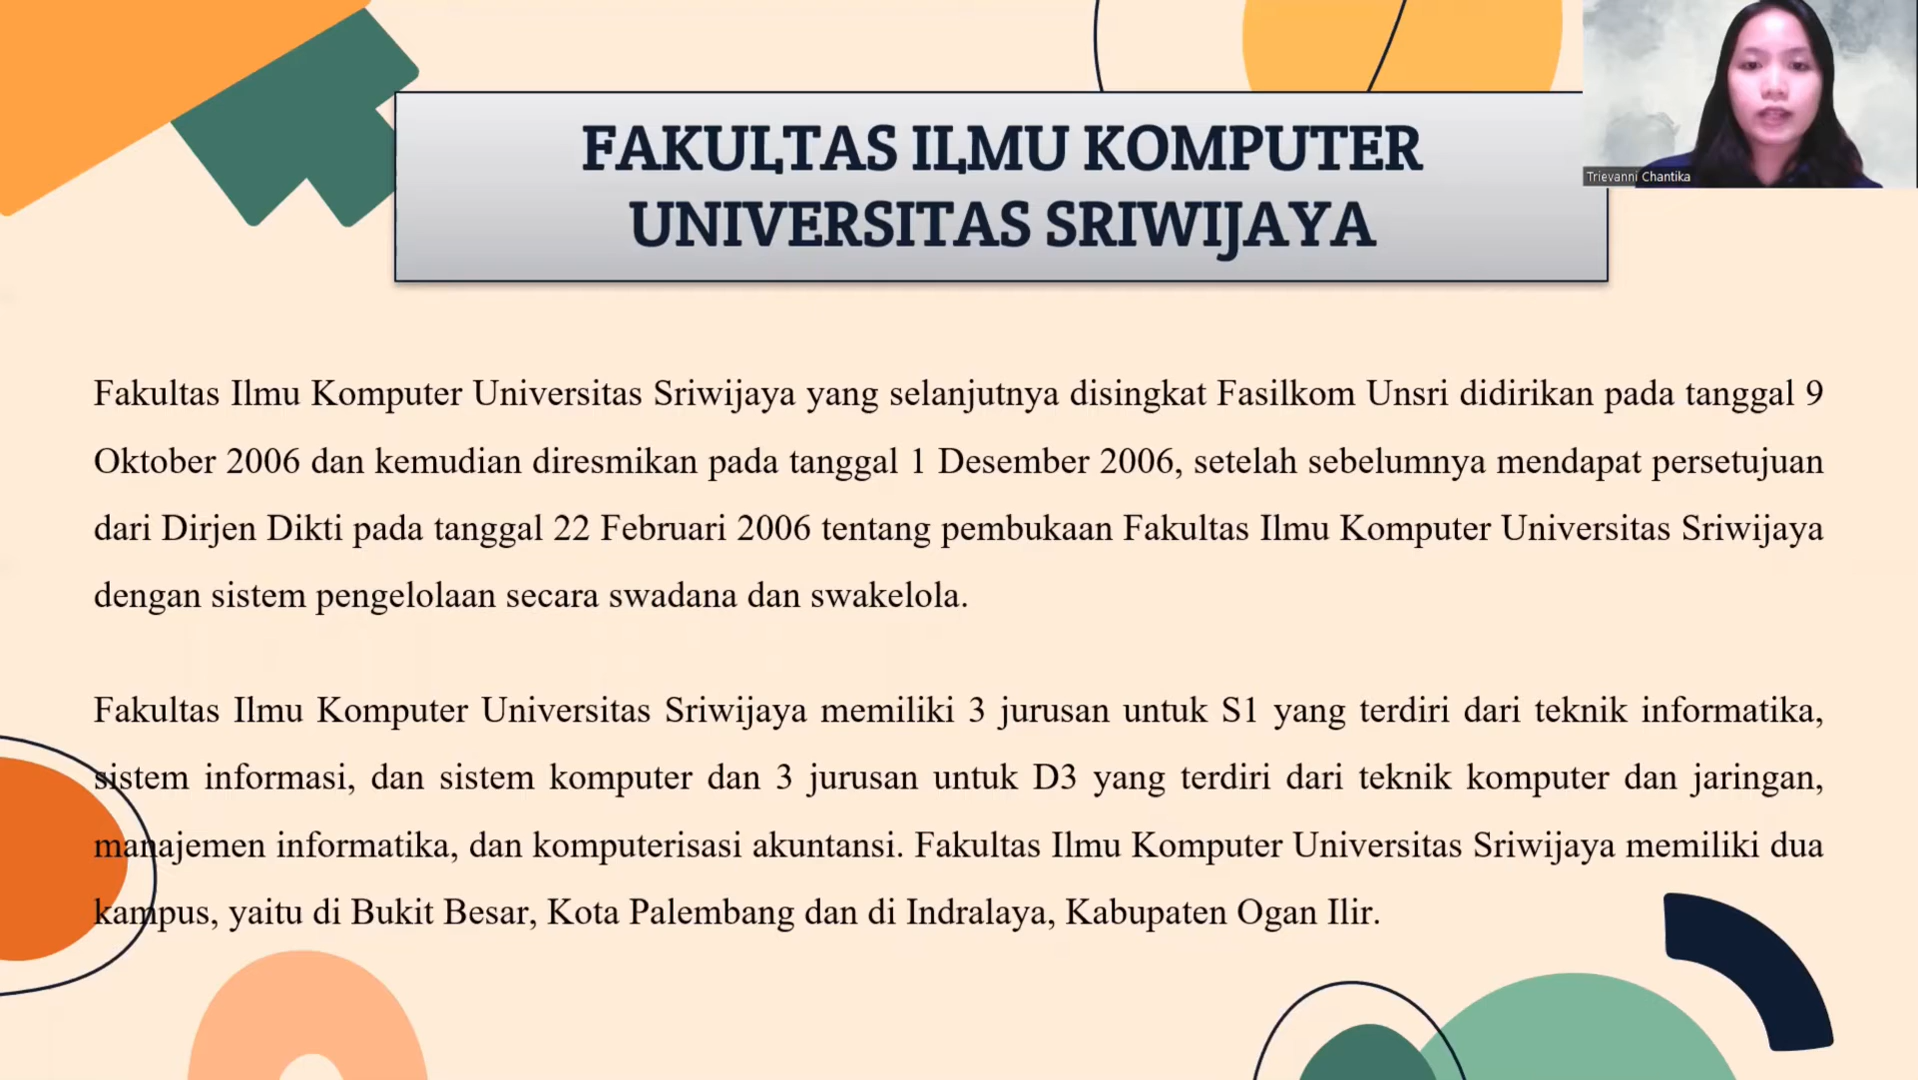 FAKULTAS ILMU KOMPUTER
UNIVERSITAS SRIWIJAYA
Trievanni Chantika
Fakultas Ilmu Komputer Universitas Sriwijaya yang selanjutnya disingkat Fasilkom Unsri didirikan pada tanggal 9
Oktober 2006 dan kemudian diresmikan pada tanggal 1 Desember 2006, setelah sebelumnya mendapat persetujuan
dari Dirjen Dikti pada tanggal 22 Februari 2006 tentang pembukaan Fakultas Ilmu Komputer Universitas Sriwijaya
dengan sistem pengelolaan secara swadana dan swakelola.
Fakultas Ilmu Komputer Universitas Sriwijaya memiliki 3 jurusan untuk S1 yang terdiri dari teknik informatika,
sistem informasi, dan sistem komputer dan 3 jurusan untuk D3 yang terdiri dari teknik komputer dan jaringan,
manajemen informatika, dan komputerisasi akuntansi. Fakultas Ilmu Komputer Universitas Sriwijaya memiliki dua
kampus, yaitu di Bukit Besar, Kota Palembang dan di Indralaya, Kabupaten Ogan Ilir.